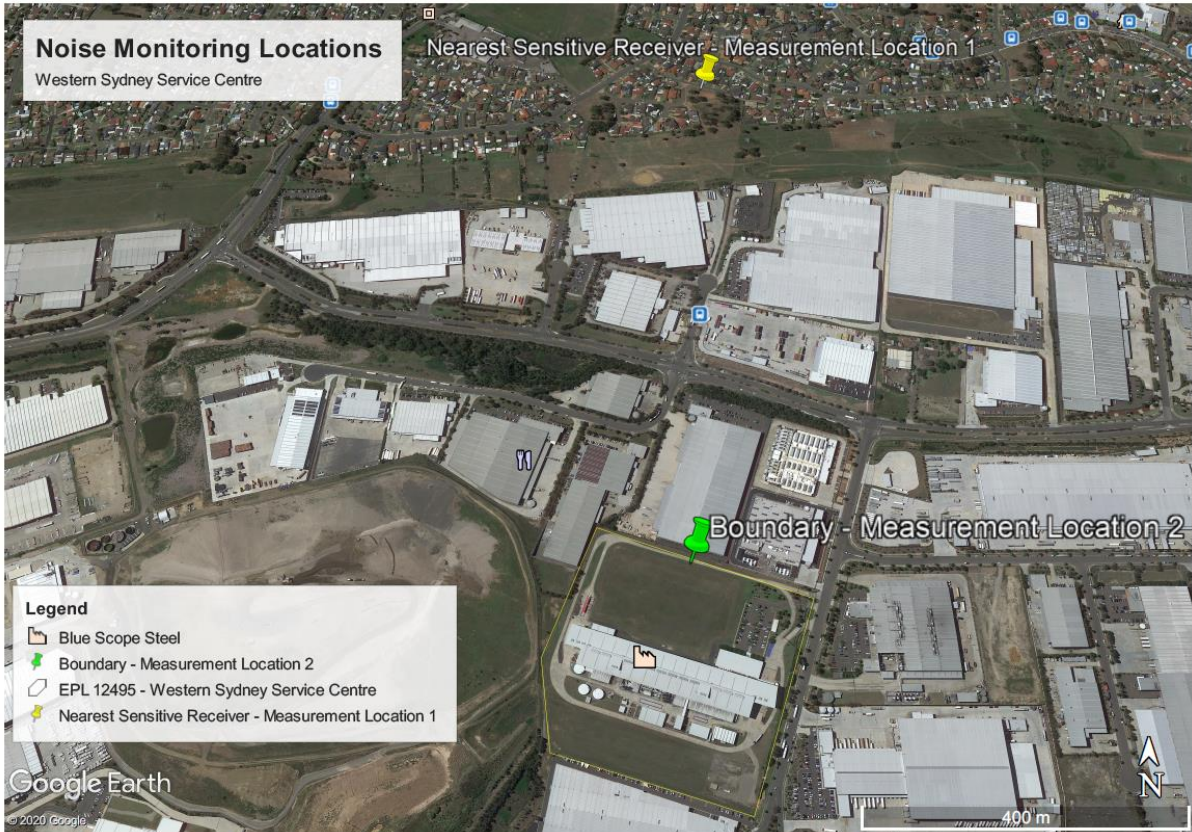 Noise Monitoring Locations
Western Sydney Service Centre
Nearest Sensitive Receiver - Measurement Location 1
Boundary - Measurement Location 2
Legend
Blue Scope Steel
Boundary - Measurement Location 2
EPL 12495 - Western Sydney Service Centre
Nearest Sensitive Receiver - Measurement Location 1
Google Earth
© 2020 Google
N
400 m